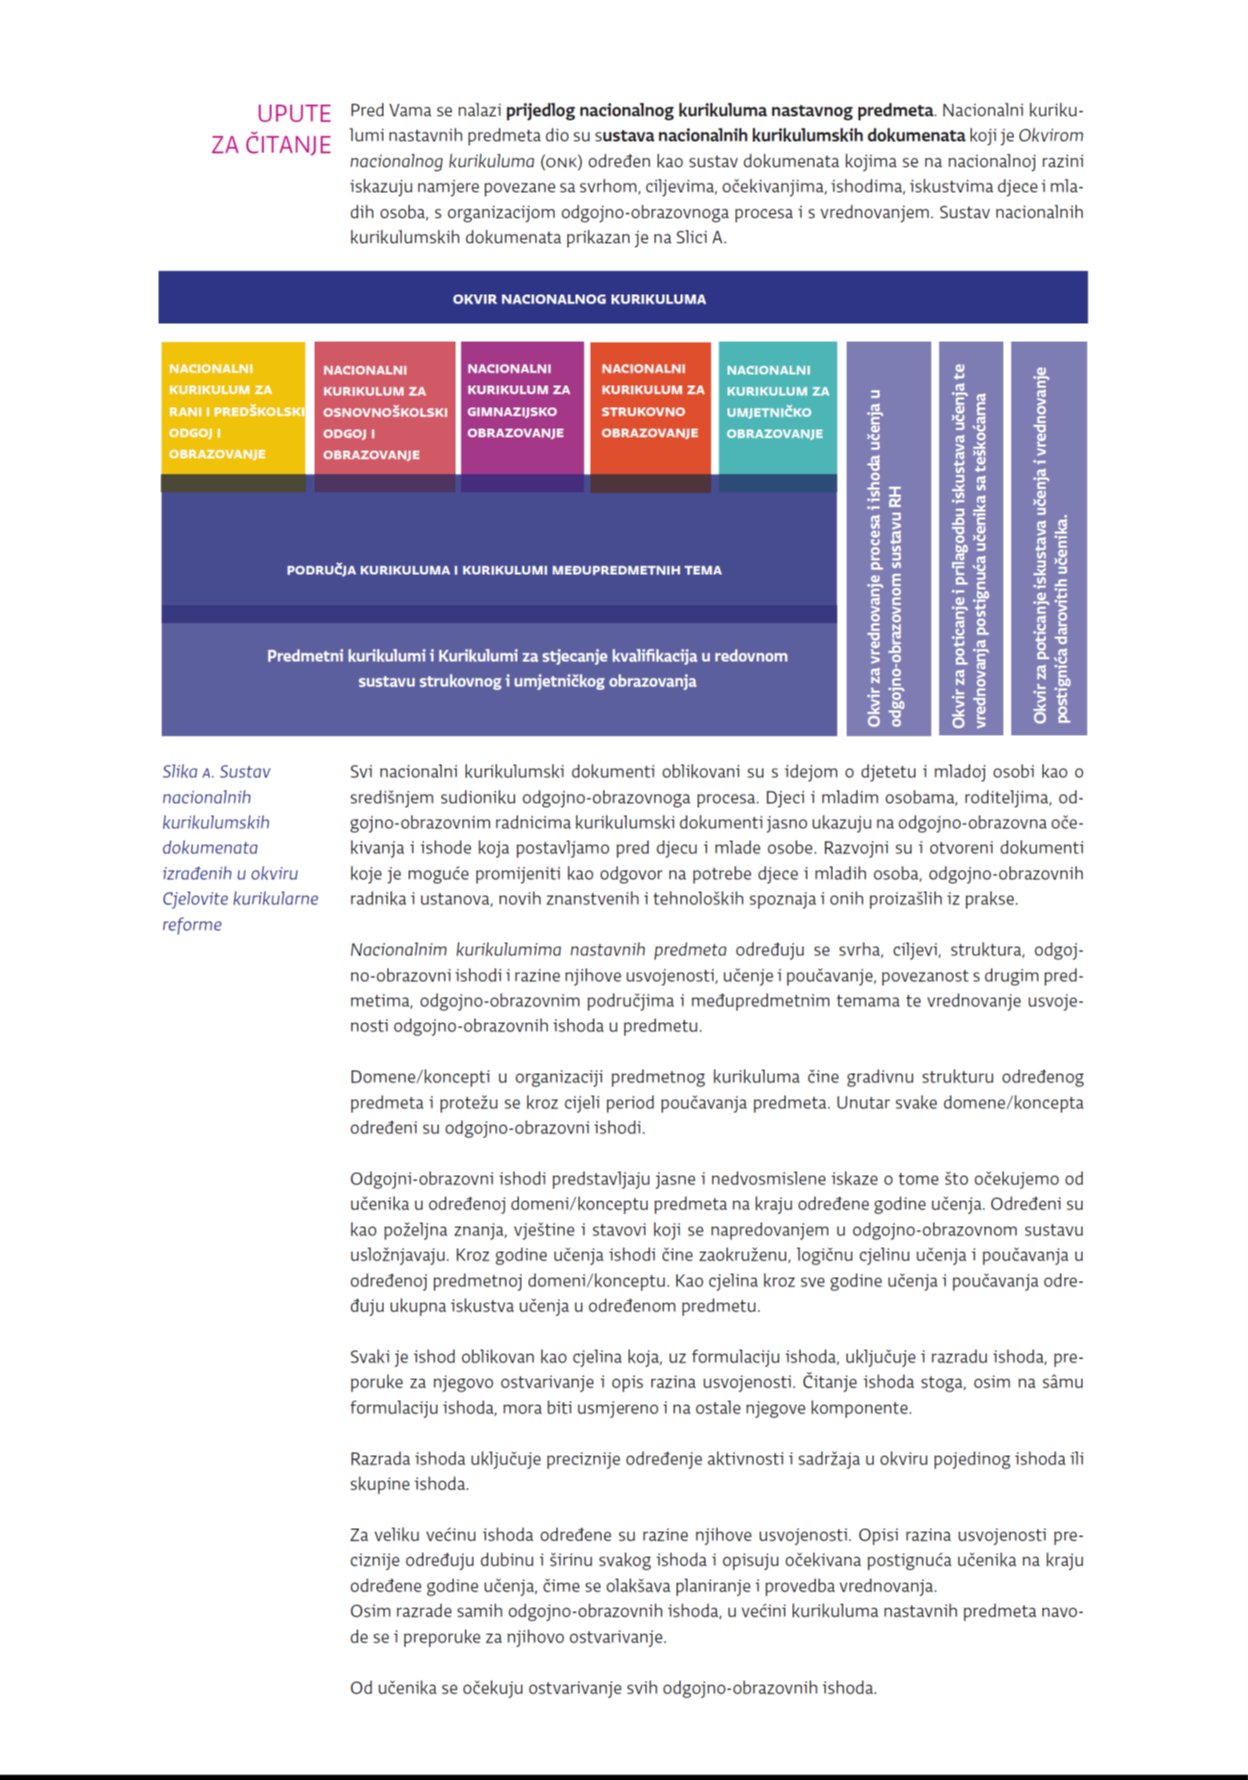 UPUTE
ZA ČITANJE
Pred Vama se nalazi prijedlog nacionalnog kurikuluma nastavnog predmeta. Nacionalni kuriku-
lumi nastavnih predmeta dio su sustava nacionalnih kurikulumskih dokumenata koji je Okvirom
nacionalnog kurikuluma (ONK) određen kao sustav dokumenata kojima se na nacionalnoj razini
iskazuju namjere povezane sa svrhom, ciljevima, očekivanjima, ishodima, iskustvima djece i mla-
dih osoba, s organizacijom odgojno-obrazovnoga procesa i s vrednovanjem. Sustav nacionalnih
kurikulumskih dokumenata prikazan je na Slici A.
OKVIR NACIONALNOG KURIKULUMA
NACIONALNI
KURIKULUM ZA
RANI I PREDŠKOLSKI
ODGOJ I
OBRAZOVANJE
NACIONALNI
KURIKULUM ZA
OSNOVNOŠKOLSKI
ODGOJ I
OBRAZOVANJE
NACIONALNI
KURIKULUM ZA
GIMNAZIJSKO
OBRAZOVANJE
NACIONALNI
KURIKULUM ZA
STRUKOVNO
OBRAZOVANJE
NACIONALNI
KURIKULUM ZA
UMJETNIČKO
OBRAZOVANJE
PODRUČJA KURIKULUMA I KURIKULUMI MEĐUPREDMETNIH TEMA
Predmetni kurikulumi i Kurikulumi za stjecanje kvalifikacija u redovnom
sustavu strukovnog i umjetničkog obrazovanja
Okvir za vrednovanje procesa i ishoda učenja u
odgojno-obrazovnom sustavu RH
Okvir za poticanje i prilagodbu iskustava učenja te
vrednovanja postignuća učenika sa teškoćama
Okvir za poticanje iskustava učenja i vrednovanje
postignića darovitih učenika.
Slika A. Sustav
nacionalnih
kurikulumskih
dokumenata
izrađenih u okviru
Cjelovite kurikularne
reforme
Svi nacionalni kurikulumski dokumenti oblikovani su s idejom o djetetu i mladoj osobi kao o
središnjem sudioniku odgojno-obrazovnoga procesa. Djeci i mladim osobama, roditeljima, od-
gojno-obrazovnim radnicima kurikulumski dokumenti jasno ukazuju na odgojno-obrazovna oče-
kivanja i ishode koja postavljamo pred djecu i mlade osobe. Razvojni su i otvoreni dokumenti
koje je moguće promijeniti kao odgovor na potrebe djece i mladih osoba, odgojno-obrazovnih
radnika i ustanova, novih znanstvenih i tehnoloških spoznaja i onih proizašlih iz prakse.
Nacionalnim kurikulumima nastavnih predmeta određuju se svrha, ciljevi, struktura, odgoj-
no-obrazovni ishodi i razine njihove usvojenosti, učenje i poučavanje, povezanost s drugim pred-
metima, odgojno-obrazovnim područjima i međupredmetnim temama te vrednovanje usvoje-
nosti odgojno-obrazovnih ishoda u predmetu.
Domene/koncepti u organizaciji predmetnog kurikuluma čine gradivnu strukturu određenog
predmeta i protežu se kroz cijeli period poučavanja predmeta. Unutar svake domene/koncepta
određeni su odgojno-obrazovni ishodi.
Odgojni-obrazovni ishodi predstavljaju jasne i nedvosmislene iskaze o tome što očekujemo od
učenika u određenoj domeni/konceptu predmeta na kraju određene godine učenja. Određeni su
kao poželjna znanja, vještine i stavovi koji se napredovanjem u odgojno-obrazovnom sustavu
usložnjavaju. Kroz godine učenja ishodi čine zaokruženu, logičnu cjelinu učenja i poučavanja u
određenoj predmetnoj domeni/konceptu. Kao cjelina kroz sve godine učenja i poučavanja odre-
đuju ukupna iskustva učenja u određenom predmetu.
Svaki je ishod oblikovan kao cjelina koja, uz formulaciju ishoda, uključuje i razradu ishoda, pre-
poruke za njegovo ostvarivanje i opis razina usvojenosti. Čitanje ishoda stoga, osim na sâmu
formulaciju ishoda, mora biti usmjereno i na ostale njegove komponente.
Razrada ishoda uključuje preciznije određenje aktivnosti i sadržaja u okviru pojedinog ishoda ili
skupine ishoda.
Za veliku većinu ishoda određene su razine njihove usvojenosti. Opisi razina usvojenosti pre-
ciznije određuju dubinu i širinu svakog ishoda i opisuju očekivana postignuća učenika na kraju
određene godine učenja, čime se olakšava planiranje i provedba vrednovanja.
Osim razrade samih odgojno-obrazovnih ishoda, u većini kurikuluma nastavnih predmeta navo-
de se i preporuke za njihovo ostvarivanje.
Od učenika se očekuju ostvarivanje svih odgojno-obrazovnih ishoda.